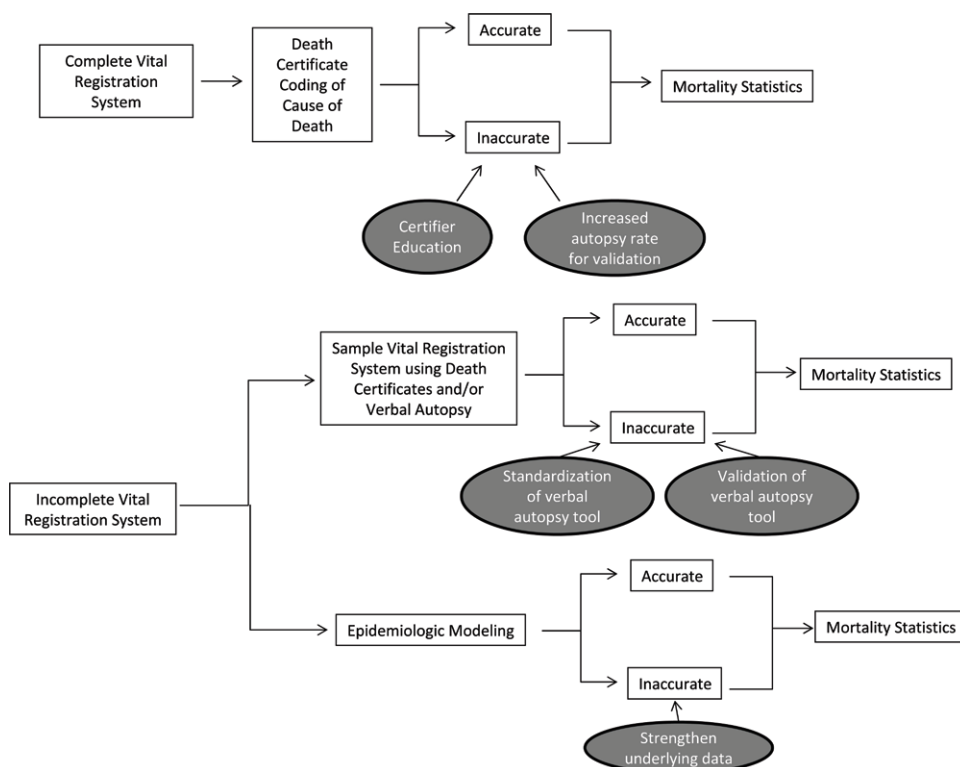 Complete Vital
Registration
System
Death
Certificate
Coding of
Cause of
Death
Accurate
Inaccurate
Mortality Statistics
Certifier
Education
Increased
autopsy rate
for validation
Incomplete Vital
Registration System
Sample Vital Registration
System using Death
Certificates and/or
Verbal Autopsy
Accurate
Inaccurate
Mortality Statistics
Standardization
of verbal
autopsy tool
Validation of
verbal autopsy
tool
Epidemiologic Modeling
Accurate
Inaccurate
Mortality Statistics
Strengthen
underlying data